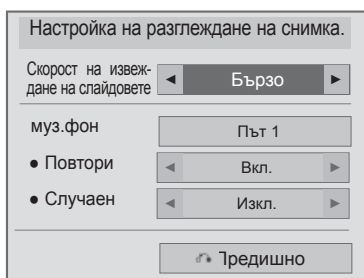 Настройка на разглеждане на снимка.
Скорост на извеж-
дане на слайдовете ◄ Бързо ►
муз.фон Път 1
● Повтори ◄ Вкл. ►
● Случаен ◄ Изкл. ►
Предишно